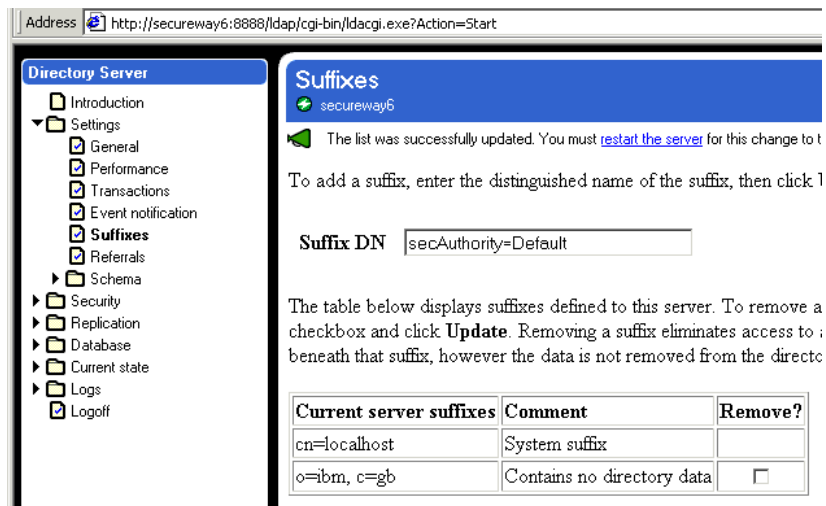 Address http://secureway6:8888/ldap/cgi-bin/ldacgi.exe?Action=Start
Directory Server
Introduction
Settings
General
Performance
Transactions
Event notification
Suffixes
Referrals
Schema
Security
Replication
Database
Current state
Logs
Logoff
Suffixes
secureway6
The list was successfully updated. You must restart the server for this change to t
To add a suffix, enter the distinguished name of the suffix, then click
Suffix DN secAuthority=Default
The table below displays suffixes defined to this server. To remove a
checkbox and click Update. Removing a suffix eliminates access to
beneath that suffix, however the data is not removed from the directo
Current server suffixes Comment Remove?
cn=localhost System suffix
o=ibm, c=gb Contains no directory data